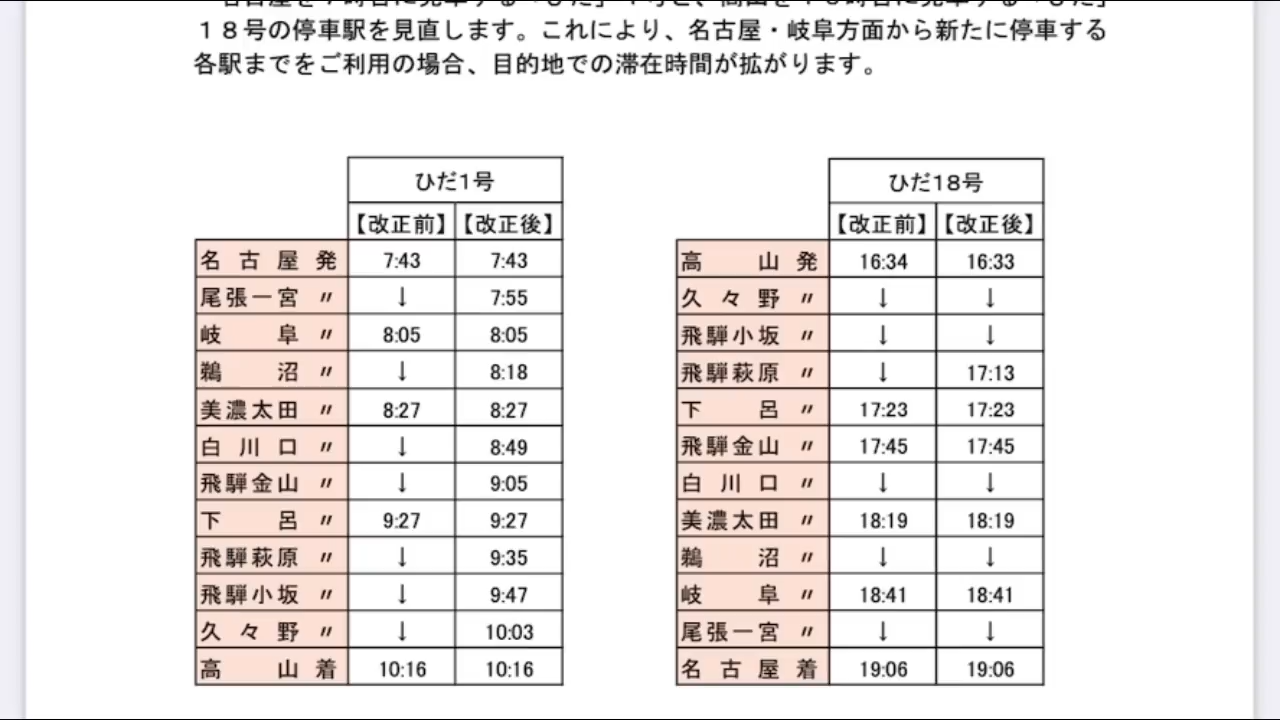 １８号の停車駅を見直します。これにより、名古屋・岐阜方面から新たに停車する
各駅までをご利用の場合、目的地での滞在時間が拡がります。
ひだ１号
【改正前】 【改正後】
名古屋発 7:43 7:43
尾張一宮 〃 ↓ 7:55
岐阜 〃 8:05 8:05
鵜沼 〃 ↓ 8:18
美濃太田 〃 8:27 8:27
白川口 〃 ↓ 8:49
飛騨金山 〃 ↓ 9:05
下呂 〃 9:27 9:27
飛騨萩原 〃 ↓ 9:35
飛騨小坂 〃 ↓ 9:47
久々野 〃 ↓ 10:03
高山着 10:16 10:16
ひだ１８号
【改正前】 【改正後】
高山発 16:34 16:33
久々野 〃 ↓ ↓
飛騨小坂 〃 ↓ ↓
飛騨萩原 〃 ↓ 17:13
下呂 〃 17:23 17:23
飛騨金山 〃 17:45 17:45
白川口 〃 ↓ ↓
美濃太田 〃 18:19 18:19
鵜沼 〃 ↓ ↓
岐阜 〃 18:41 18:41
尾張一宮 〃 ↓ ↓
名古屋着 19:06 19:06